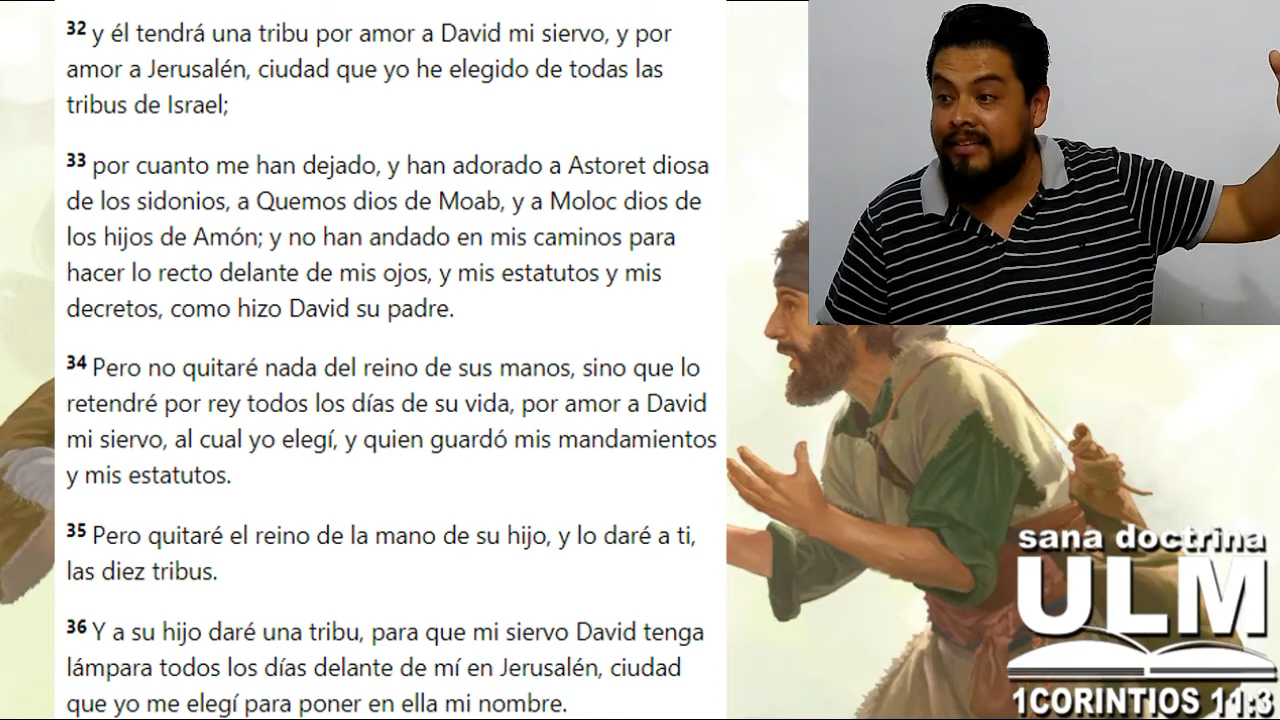 32 y él tendrá una tribu por amor a David mi siervo, y por
amor a Jerusalén, ciudad que yo he elegido de todas las
tribus de Israel;
33 por cuanto me han dejado, y han adorado a Astoret diosa
de los sidonios, a Quemos dios de Moab, y a Moloc dios de
los hijos de Amón; y no han andado en mis caminos para
hacer lo recto delante de mis ojos, y mis estatutos y mis
decretos, como hizo David su padre.
34 Pero no quitaré nada del reino de sus manos, sino que lo
retendré por rey todos los días de su vida, por amor a David
mi siervo, al cual yo elegí, y quien guardó mis mandamientos
y mis estatutos.
35 Pero quitaré el reino de la mano de su hijo, y lo daré a ti,
las diez tribus.
36 Y a su hijo daré una tribu, para que mi siervo David tenga
lámpara todos los días delante de mí en Jerusalén, ciudad
que yo me elegí para poner en ella mi nombre.
sana doctrina
ULM
1CORINTIOS 11:3